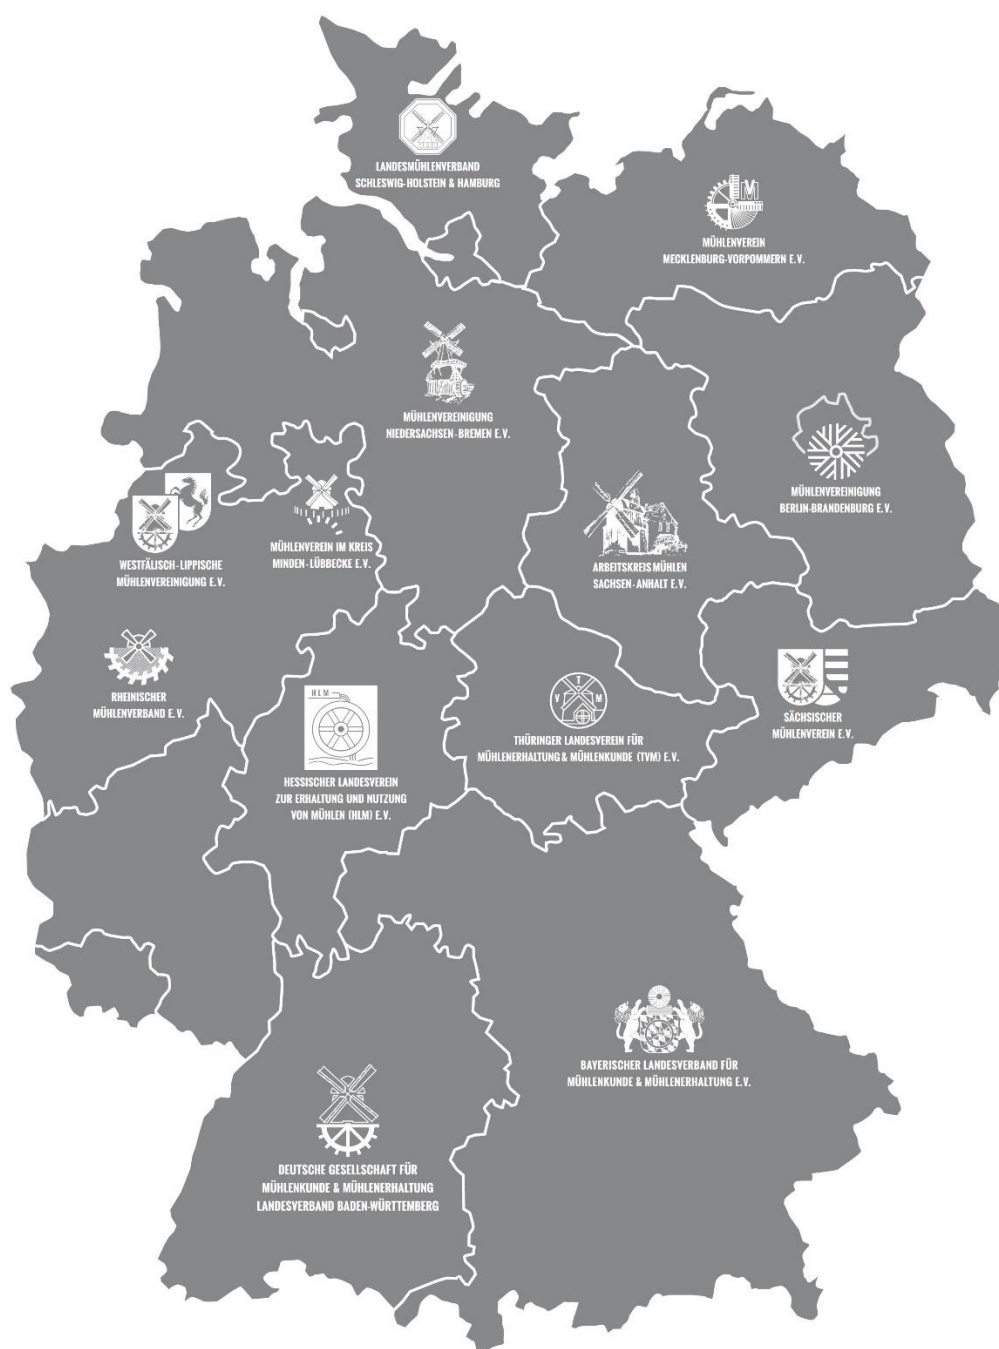 LANDESMÜHLENVERBAND
SCHLESWIG-HOLSTEIN & HAMBURG
M
MÜHLENVEREIN
MECKLENBURG-VORPOMMERN E.V.
MÜHLENVEREINIGUNG
NIEDERSACHSEN-BREMEN E.V.
MÜHLENVEREINIGUNG
BERLIN-BRANDENBURG E.V.
MÜHLENVEREIN IM KREIS
MINDEN-LÜBBECKE E.V.
WESTFÄLISCH-LIPPISCHE
MÜHLENVEREINIGUNG E.V.
ARBEITSKREIS MÜHLEN
SACHSEN-ANHALT E.V.
RHEINISCHER
MÜHLENVERBAND E.V.
HLM
HESSISCHER LANDESVEREIN
ZUR ERHALTUNG UND NUTZUNG
VON MÜHLEN (HLM) E.V.
T
V M
THÜRINGER LANDESVEREIN FÜR
MÜHLENERHALTUNG & MÜHLENKUNDE (TVM) E.V.
SÄCHSISCHER
MÜHLENVEREIN E.V.
BAYERISCHER LANDESVERBAND FÜR
MÜHLENKUNDE & MÜHLENERHALTUNG E.V.
DEUTSCHE GESELLSCHAFT FÜR
MÜHLENKUNDE & MÜHLENERHALTUNG
LANDESVERBAND BADEN-WÜRTTEMBERG